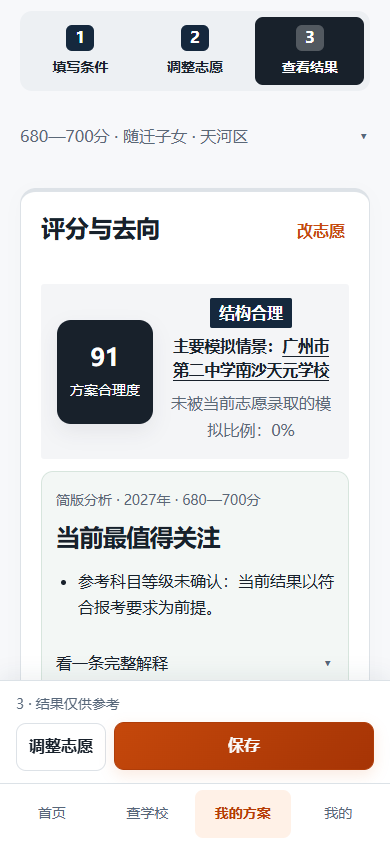 1
填写条件
2
调整志愿
3
查看结果
680—700分 · 随迁子女 · 天河区
评分与去向
改志愿
91
方案合理度
结构合理
主要模拟情景：广州市
第二中学南沙天元学校
未被当前志愿录取的模
拟比例：0%
简版分析 · 2027年 · 680—700分
当前最值得关注
参考科目等级未确认：当前结果以符
合报考要求为前提。
看一条完整解释
3 · 结果仅供参考
调整志愿
保存
首页
查学校
我的方案
我的